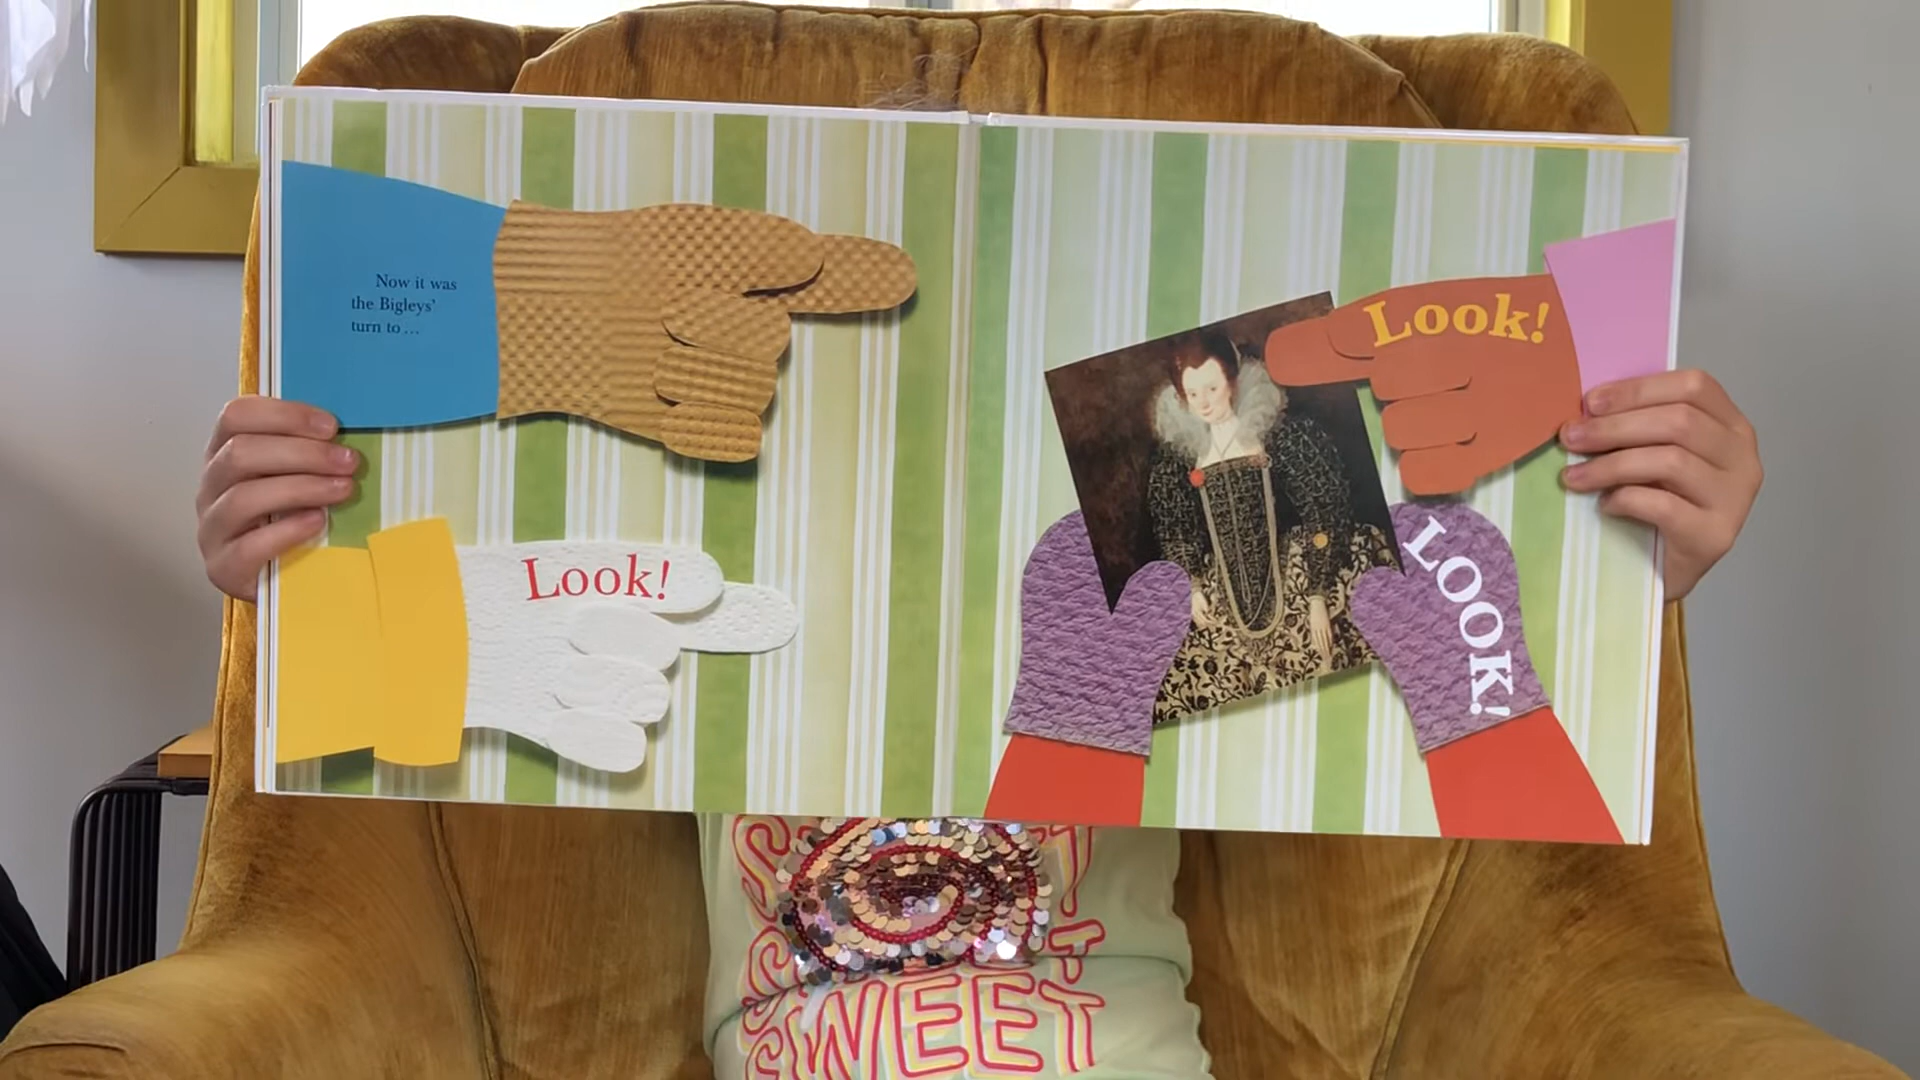 Now it was
the Bigleys'
turn to ...
Look!
Look!
LOOK!
SWEET